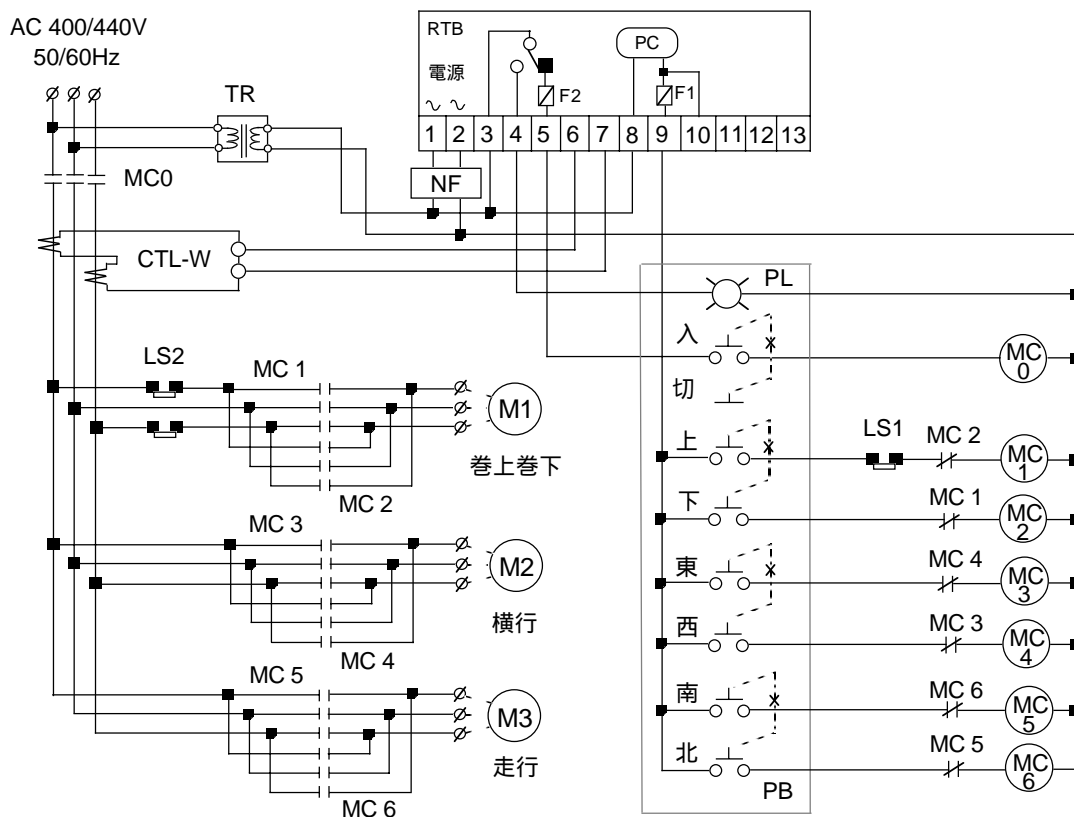 AC 400/440V
50/60Hz
TR
MC0
CTL-W
RTB
電源
PC
F2
F1
1 2 3 4 5 6 7 8 9 10 11 12 13
NF
PL
入
切
MC
0
上
LS1
MC 2
MC
1
下
MC 1
MC
2
東
MC 4
MC
3
西
MC 3
MC
4
南
MC 6
MC
5
北
MC 5
MC
6
PB
LS2
MC 1
M1
巻上巻下
MC 2
MC 3
M2
横行
MC 4
MC 5
M3
走行
MC 6